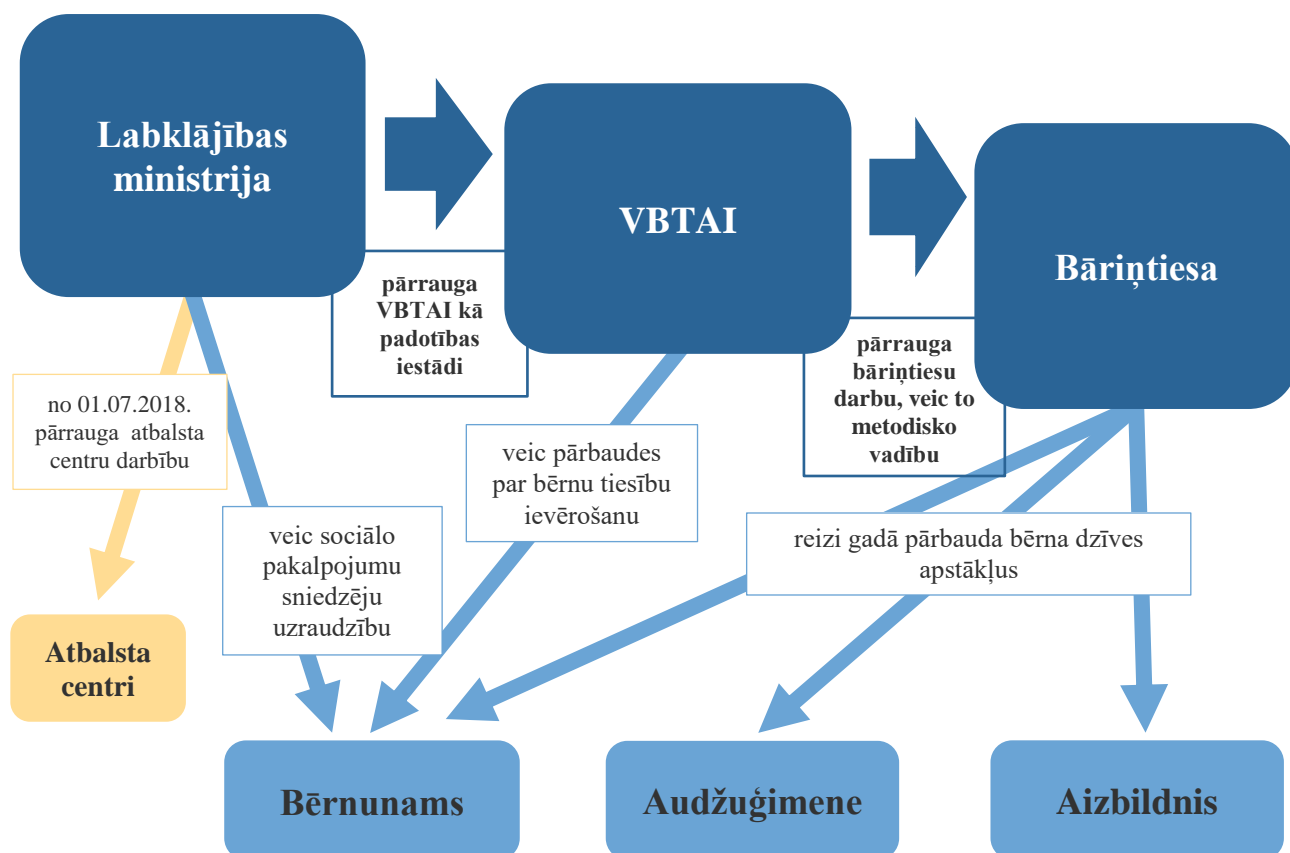 Labklājības
ministrija
VBTAI
Bāriņtiesa
pārrauga
VBTAI kā
padotības
iestādi
pārrauga
bāriņtiesu
darbu, veic to
metodisko
vadību
no 01.07.2018.
pārrauga atbalsta
centru darbību
veic pārbaudes
par bērnu tiesību
ievērošanu
veic sociālo
pakalpojumu
sniedzēju
uzraudzību
reizi gadā pārbauda bērna dzīves
apstākļus
Atbalsta
centri
Bērnunams
Audžuģimene
Aizbildnis